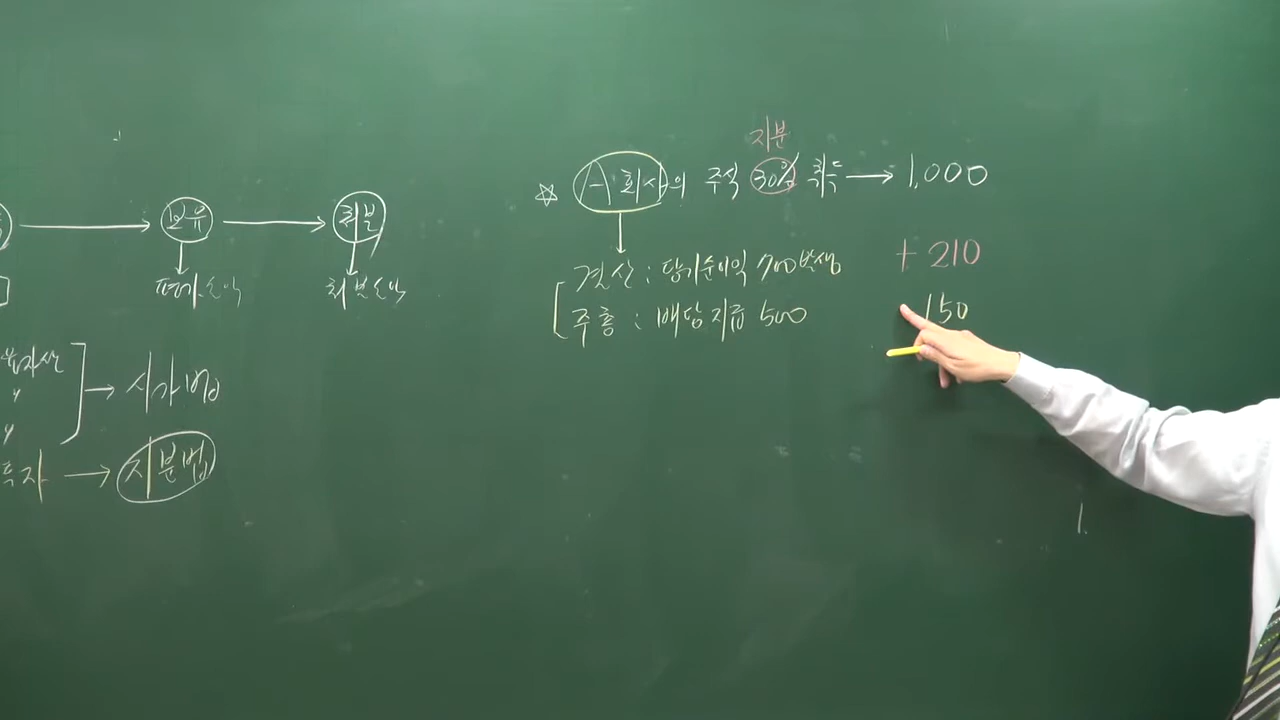 보유 → 처분
평가손익 처분손익
→ 시가법
→ 지분법
지분
☆ A회사의 주식 30% 취득 → 1,000
결산 : 당기순이익 700발생 + 210
주총 : 배당지급 500 150